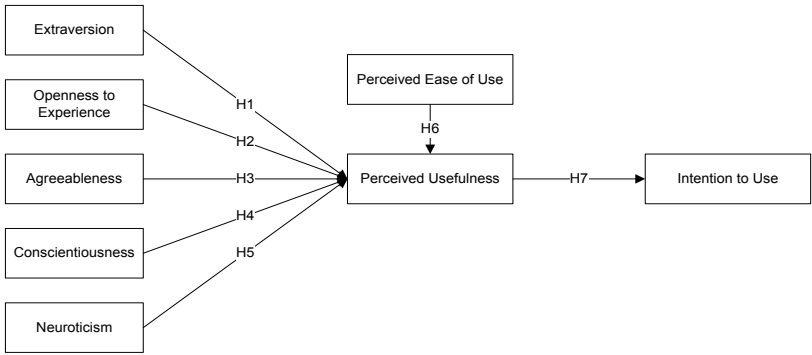 Extraversion
Openness to
Experience
Agreeableness
Conscientiousness
Neuroticism
H1
H2
H3
H4
H5
Perceived Ease of Use
H6
Perceived Usefulness
H7
Intention to Use